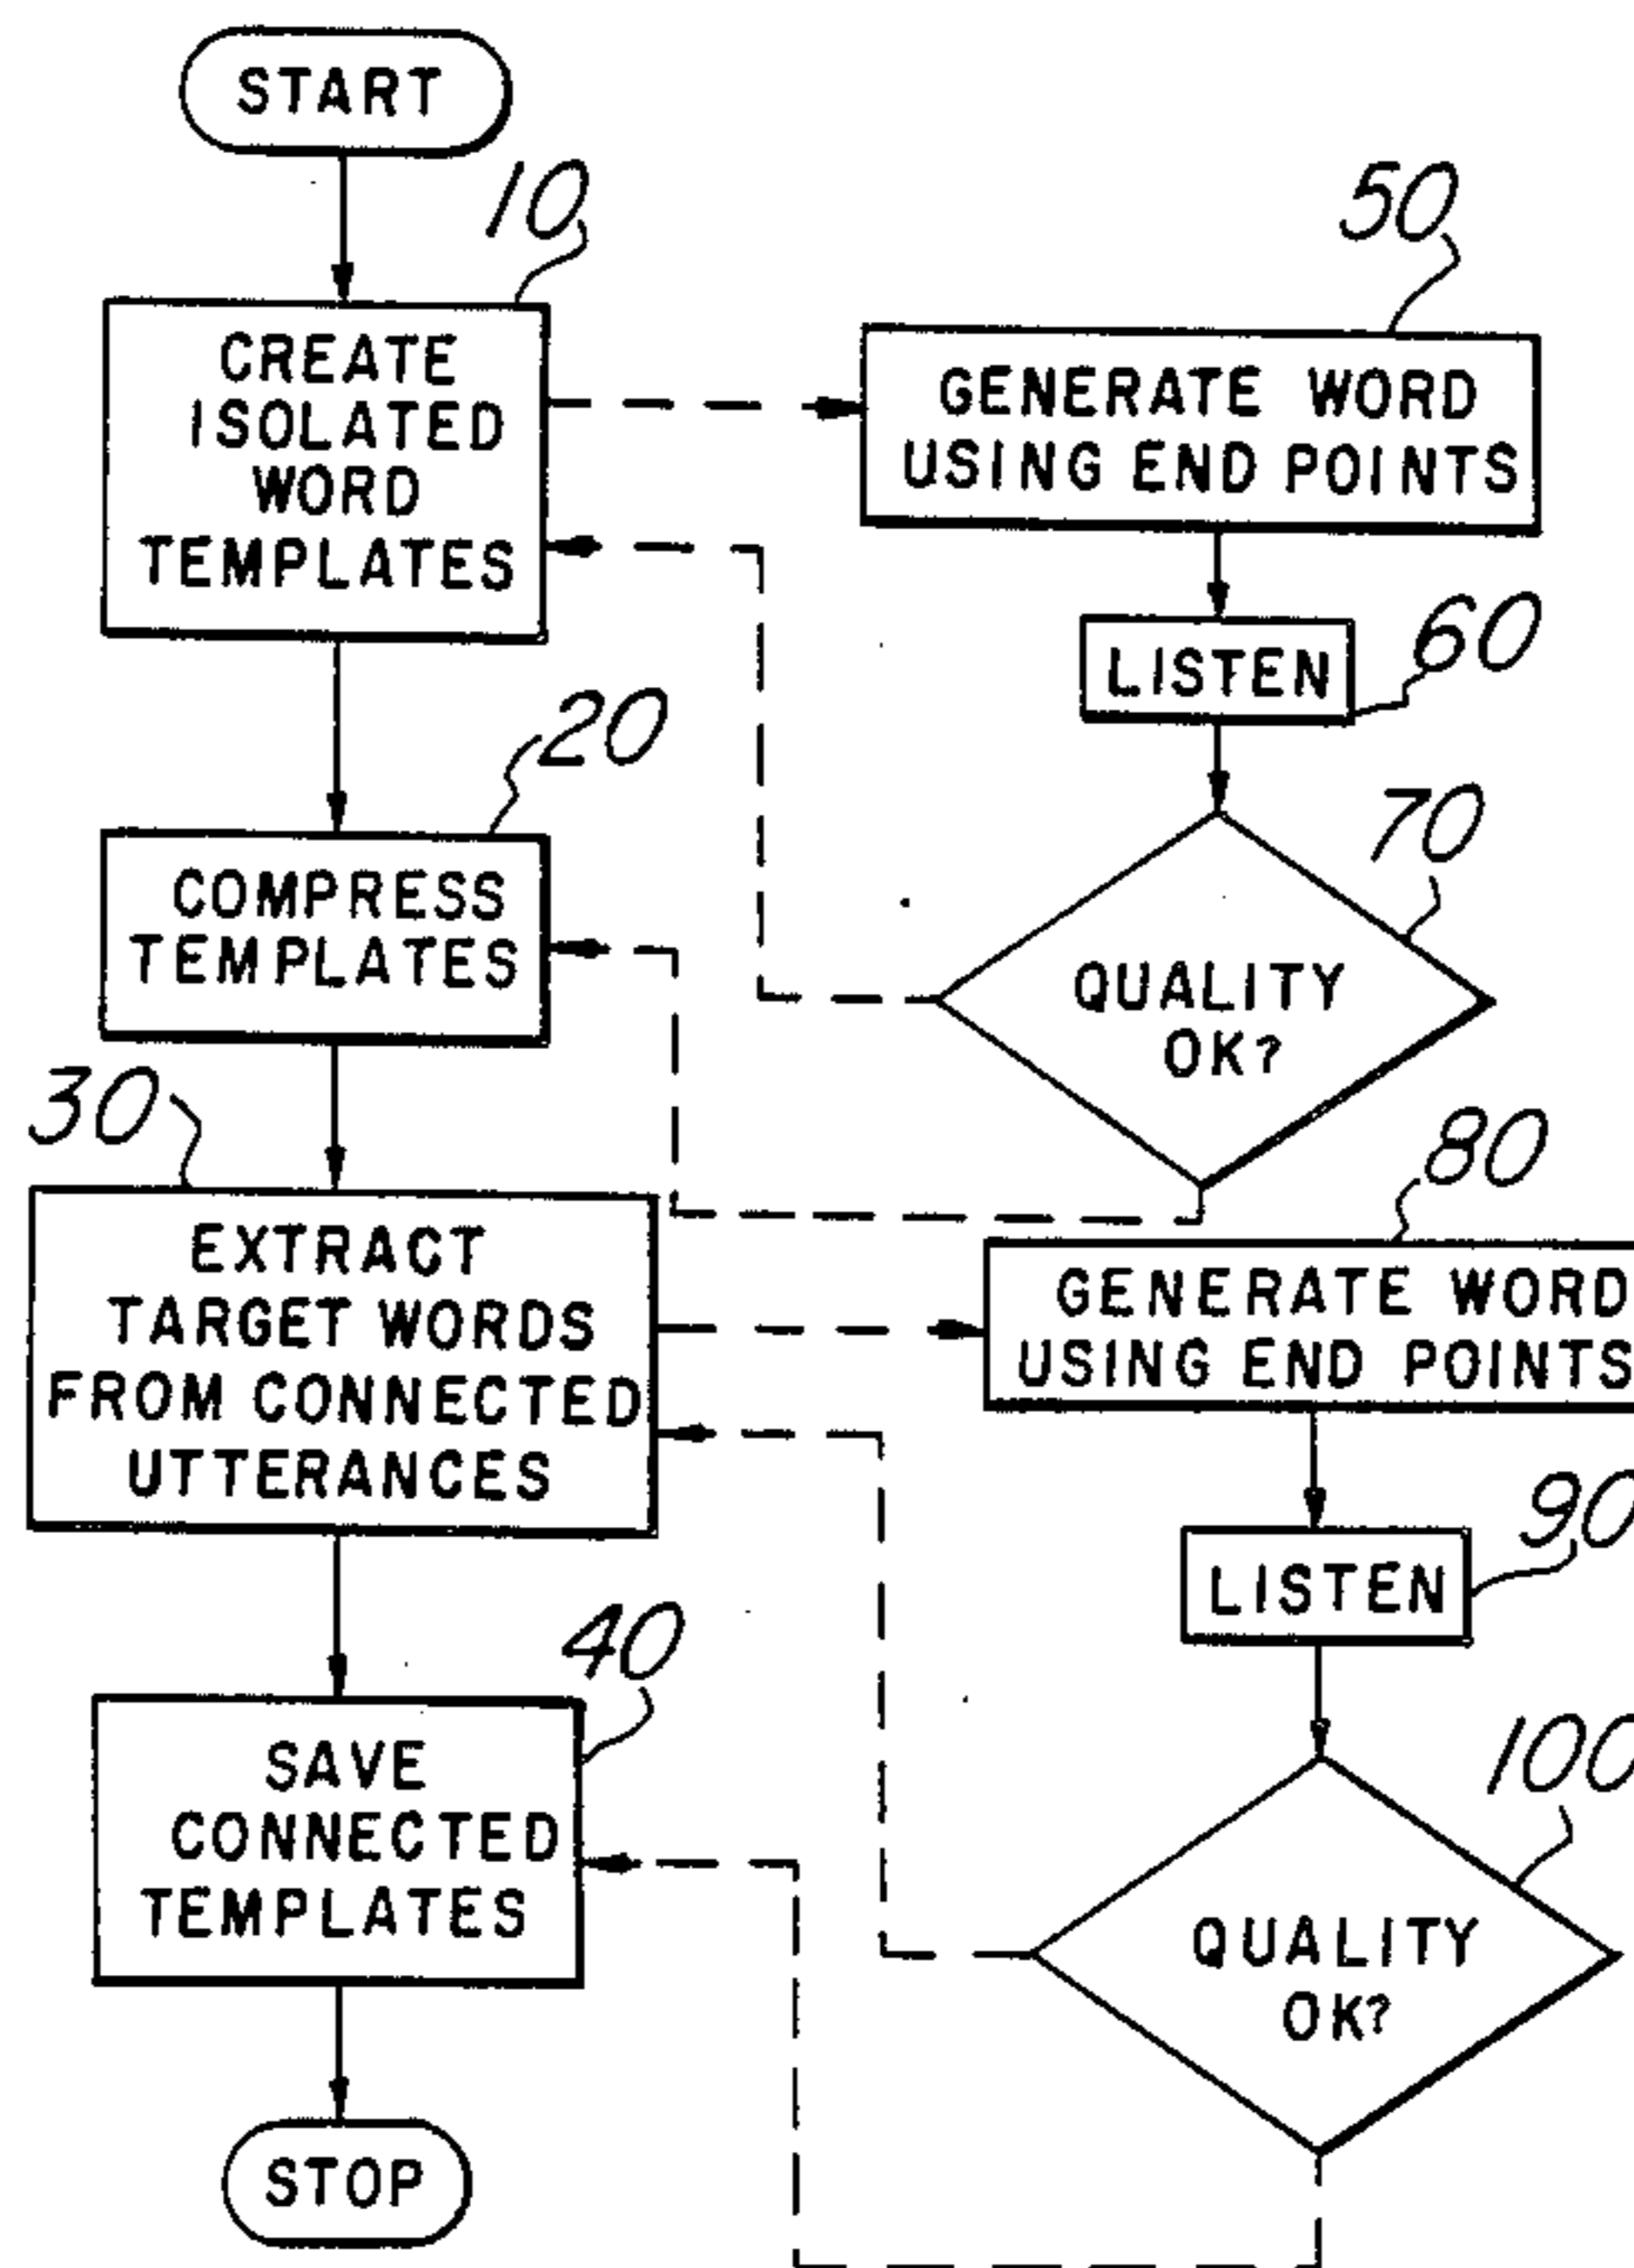 START
10
CREATE
ISOLATED
WORD
TEMPLATES
50
GENERATE WORD
USING END POINTS
60
LISTEN
20
COMPRESS
TEMPLATES
70
QUALITY
OK?
30
EXTRACT
TARGET WORDS
FROM CONNECTED
UTTERANCES
80
GENERATE WORD
USING END POINTS
90
LISTEN
40
SAVE
CONNECTED
TEMPLATES
100
QUALITY
OK?
STOP